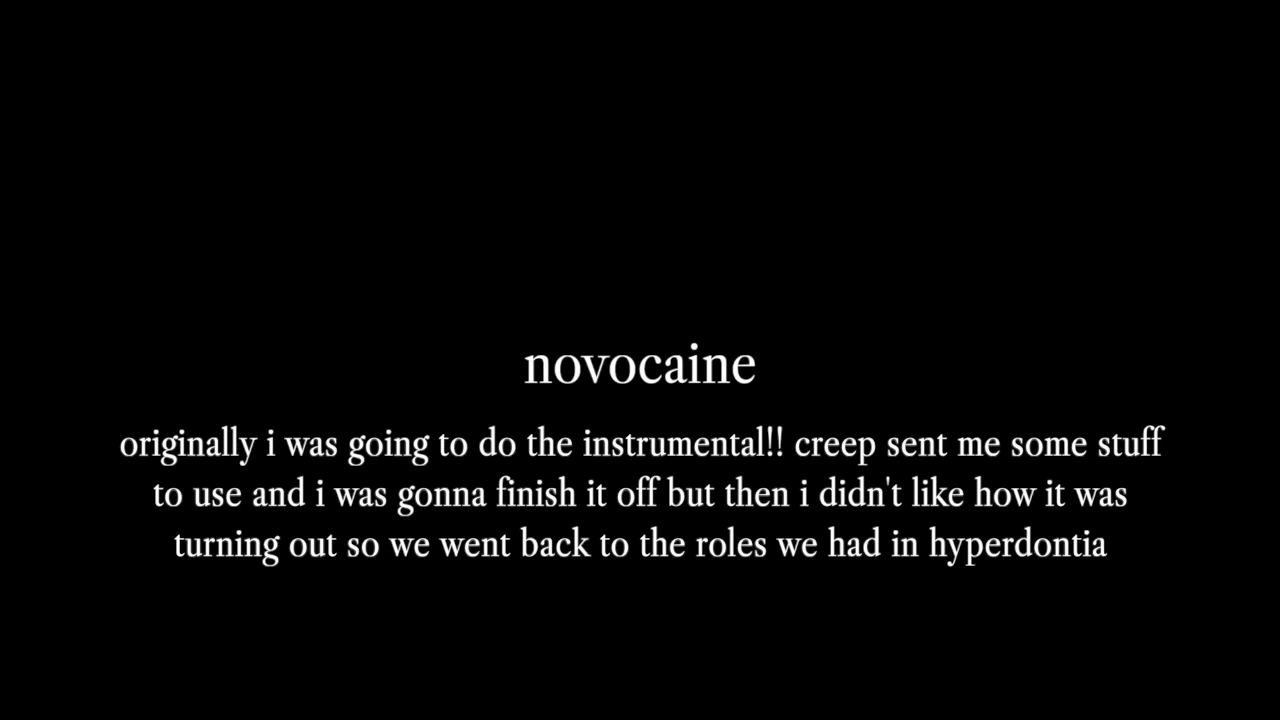 novocaine
originally i was going to do the instrumental!! creep sent me some stuff
to use and i was gonna finish it off but then i didn't like how it was
turning out so we went back to the roles we had in hyperdontia